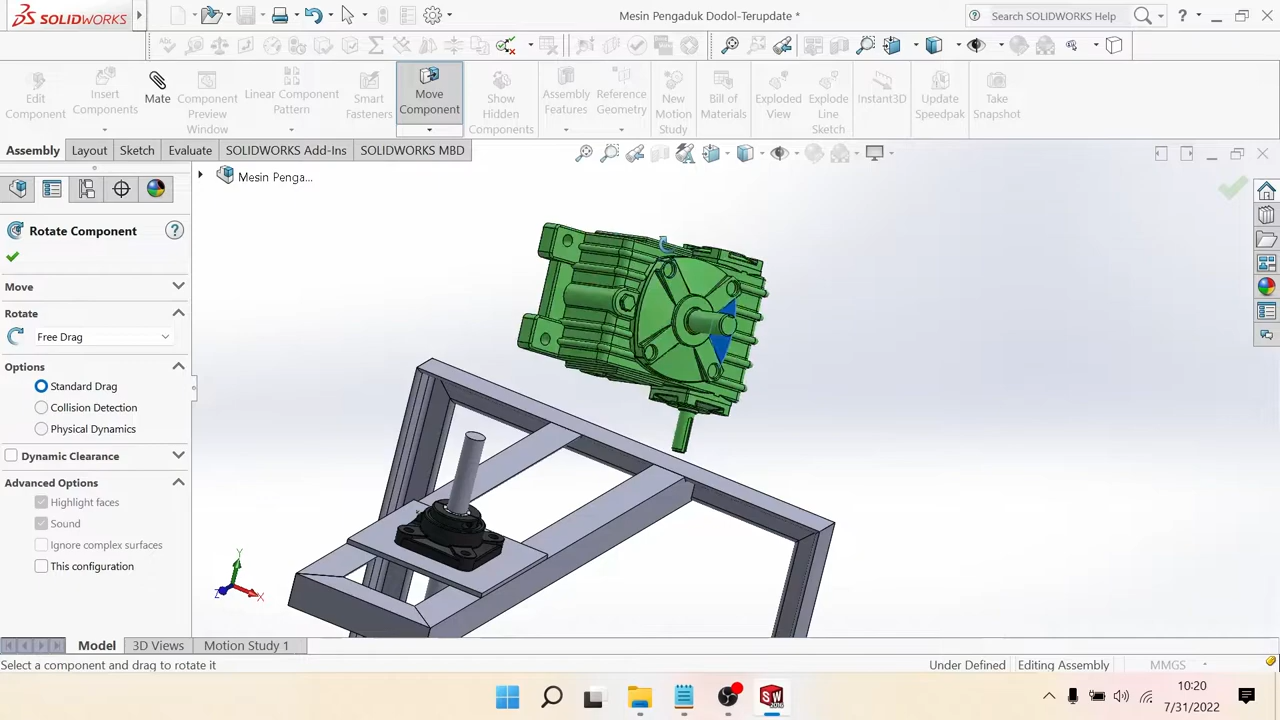 SOLIDWORKS
Mesin Pengaduk Dodol-Terupdate *
Search SOLIDWORKS Help
?
Edit
Component
Insert
Components
Mate
Component
Preview
Window
Linear Component
Pattern
Smart
Fasteners
Move
Component
Show
Hidden
Components
Assembly
Features
Reference
Geometry
New
Motion
Study
Bill of
Materials
Exploded
View
Explode
Line
Sketch
Instant3D
Update
Speedpak
Take
Snapshot
Assembly
Layout
Sketch
Evaluate
SOLIDWORKS Add-Ins
SOLIDWORKS MBD
Mesin Penga...
Rotate Component
?
Move
Rotate
Free Drag
Options
Standard Drag
Collision Detection
Physical Dynamics
Dynamic Clearance
Advanced Options
Highlight faces
Sound
Ignore complex surfaces
This configuration
Y
Z
X
Model
3D Views
Motion Study 1
Select a component and drag to rotate it
Under Defined
Editing Assembly
MMGS
SW
2016
10:20
7/31/2022